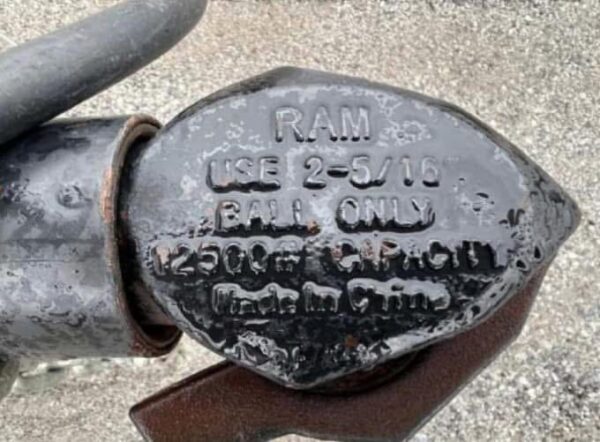 RAM
USE 2-5/16"
BALL ONLY
12500# CAPACITY
Made In China